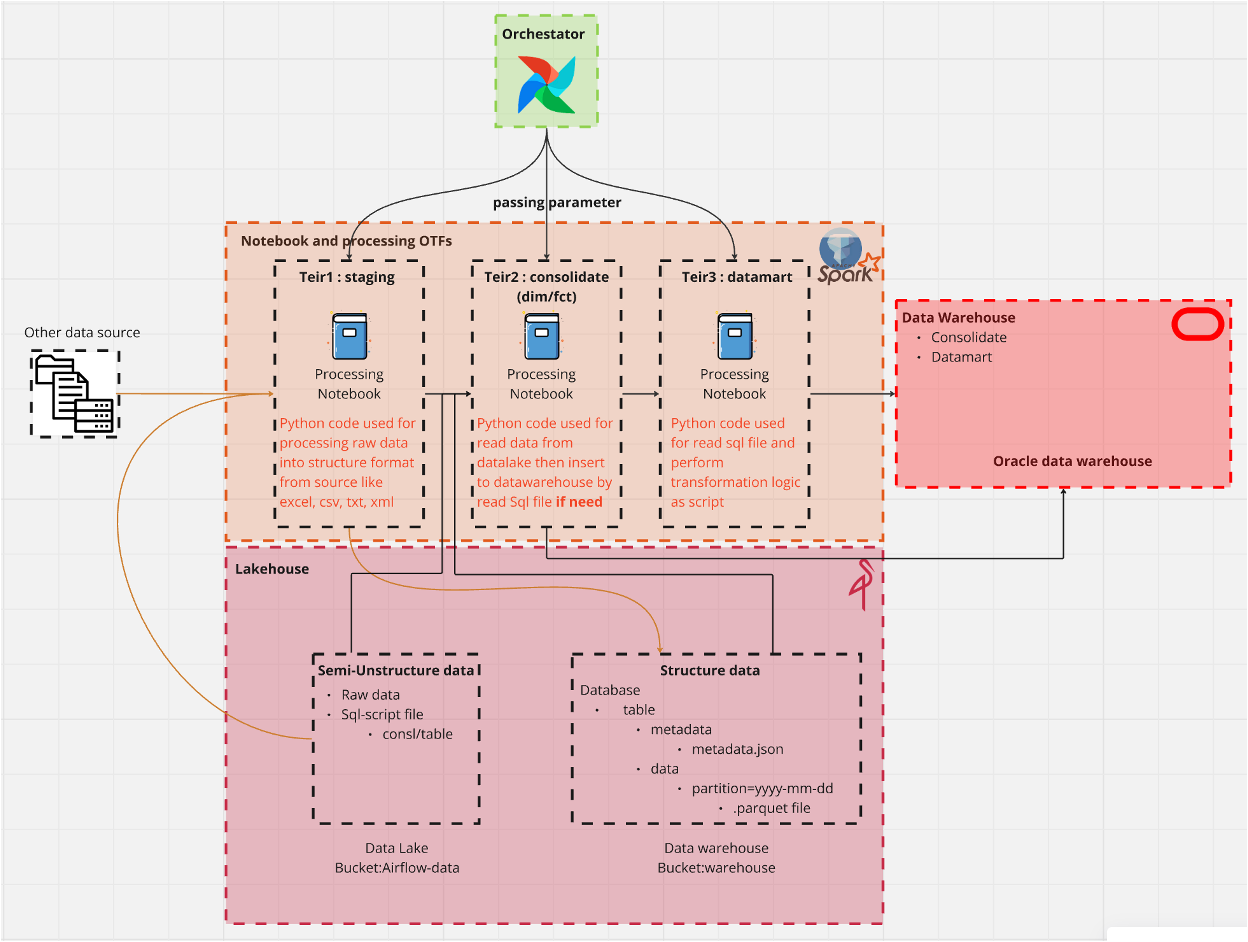 Orchestator
passing parameter
Notebook and processing OTFs
Spark
Teir1 : staging
Processing
Notebook
Python code used for
processing raw data
into structure format
from source like
excel, csv, txt, xml
Teir2 : consolidate
(dim/fct)
Processing
Notebook
Python code used for
read data from
datalake then insert
to datawarehouse by
read Sql file if need
Teir3 : datamart
Processing
Notebook
Python code used
for read sql file and
perform
transformation logic
as script
Other data source
Data Warehouse
• Consolidate
• Datamart
Oracle data warehouse
Lakehouse
Semi-Unstructure data
• Raw data
• Sql-script file
• consl/table
Data Lake
Bucket:Airflow-data
Structure data
Database
• table
• metadata
• metadata.json
• data
• partition=yyyy-mm-dd
• .parquet file
Data warehouse
Bucket:warehouse